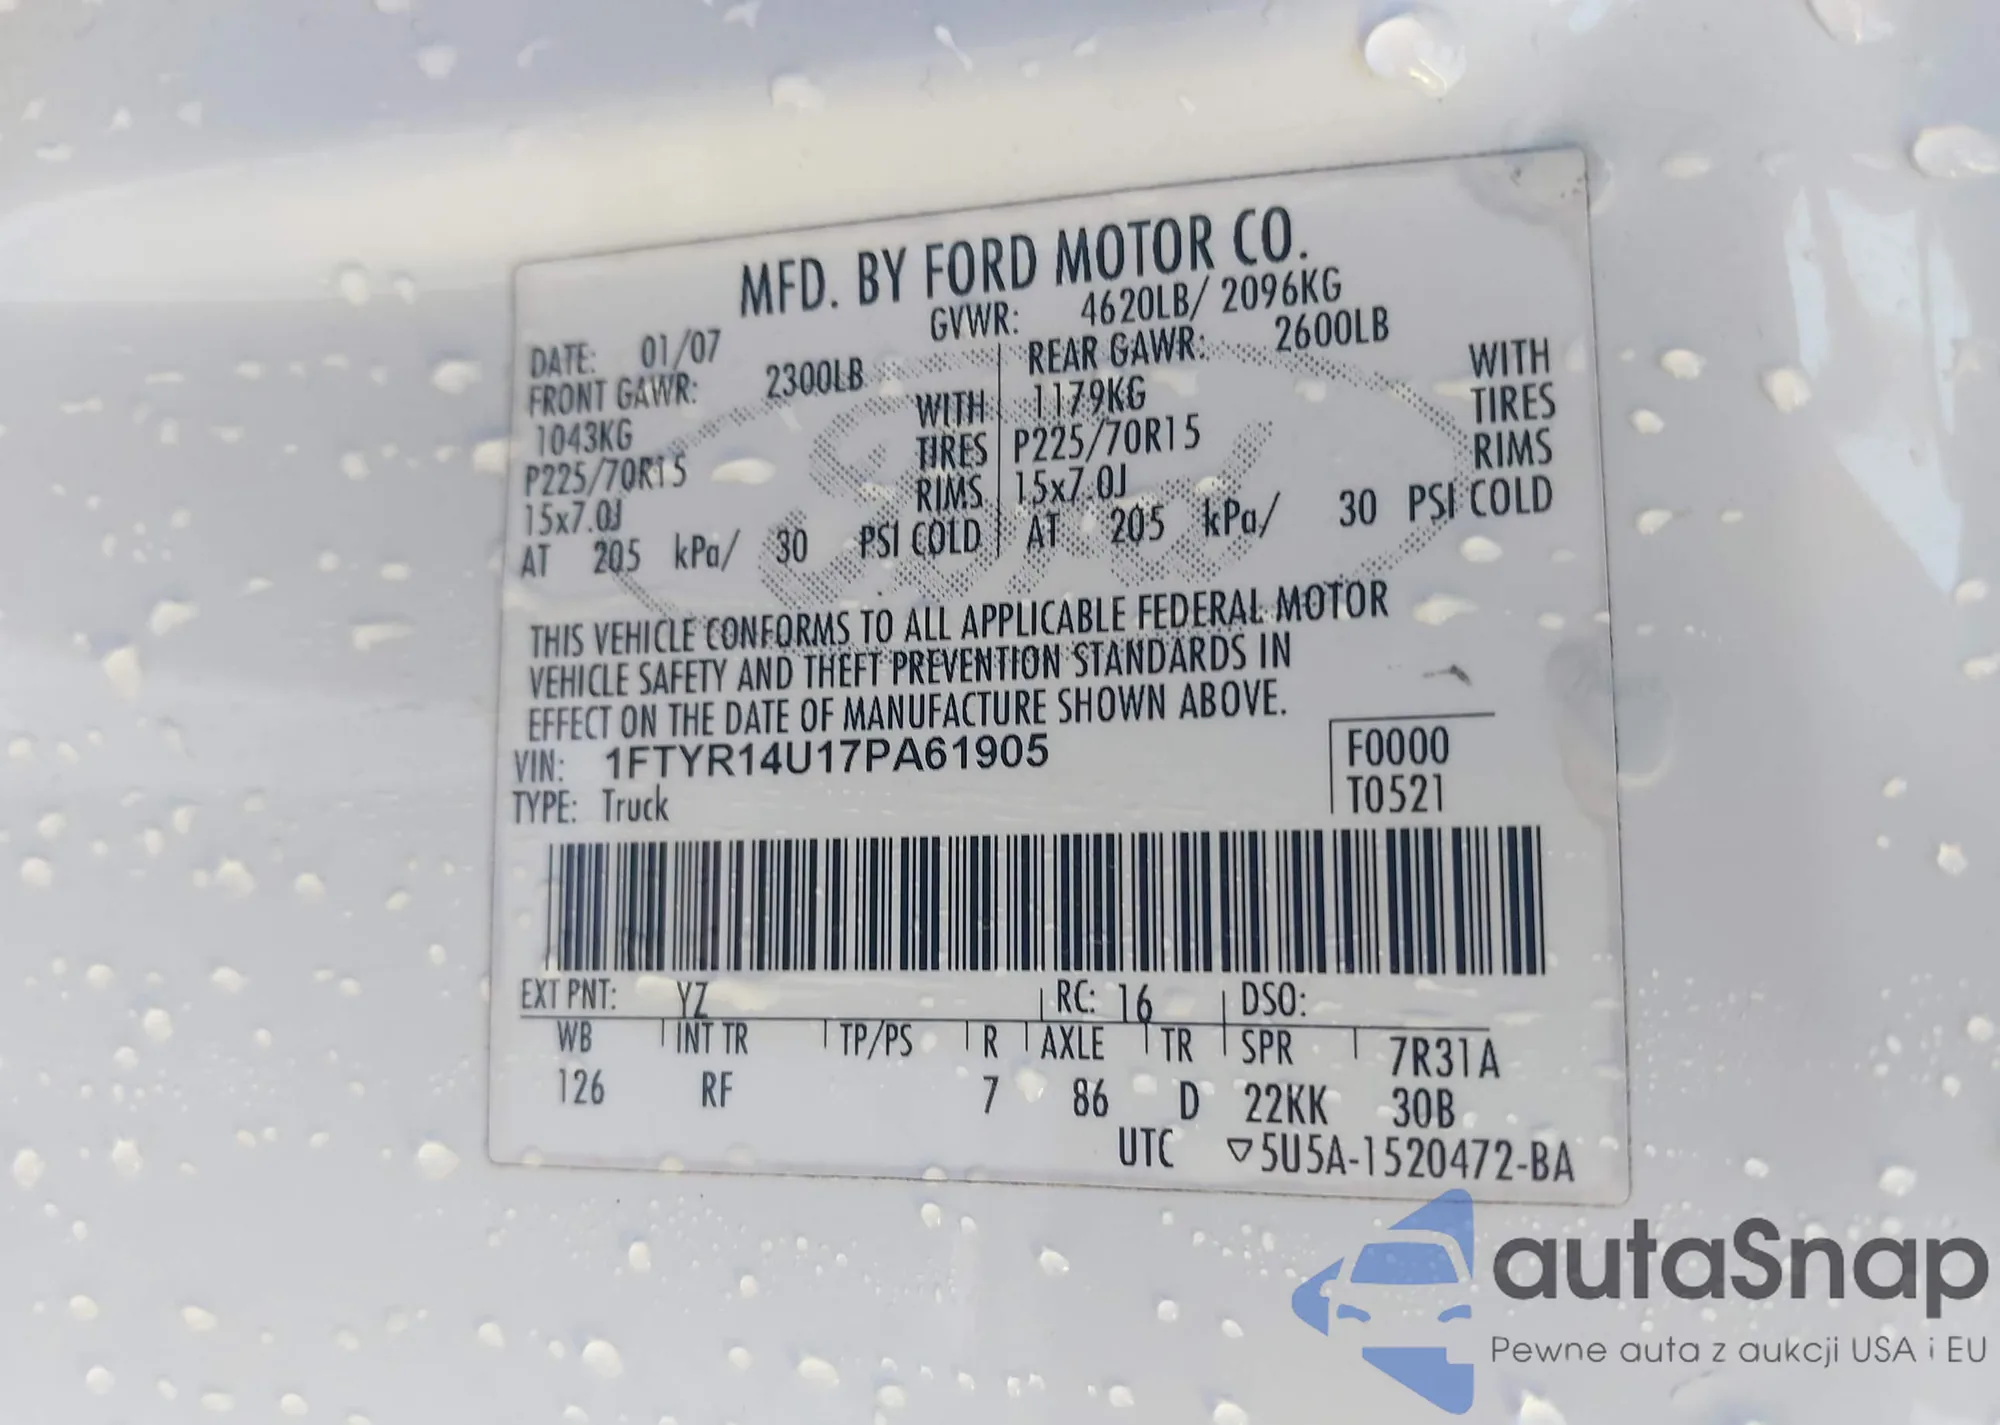 MFD. BY FORD MOTOR CO.
DATE: 01/07 GVWR: 4620LB/ 2096KG
FRONT GAWR: 2300LB REAR GAWR: 2600LB
1043KG WITH 1179KG WITH
P225/70R15 TIRES P225/70R15 TIRES
15x7.0J RIMS 15x7.0J RIMS
AT 205 kPa/ 30 PSI COLD AT 205 kPa/ 30 PSI COLD
THIS VEHICLE CONFORMS TO ALL APPLICABLE FEDERAL MOTOR
VEHICLE SAFETY AND THEFT PREVENTION STANDARDS IN
EFFECT ON THE DATE OF MANUFACTURE SHOWN ABOVE.
VIN: 1FTYR14U17PA61905 F0000
TYPE: Truck T0521
EXT PNT: YZ RC: 16 DSO:
WB INT TR TP/PS R AXLE TR SPR 7R31A
126 RF 7 86 D 22KK 30B
UTC ▽5U5A-1520472-BA
Ford
autaSnap
Pewne auta z aukcji USA i EU